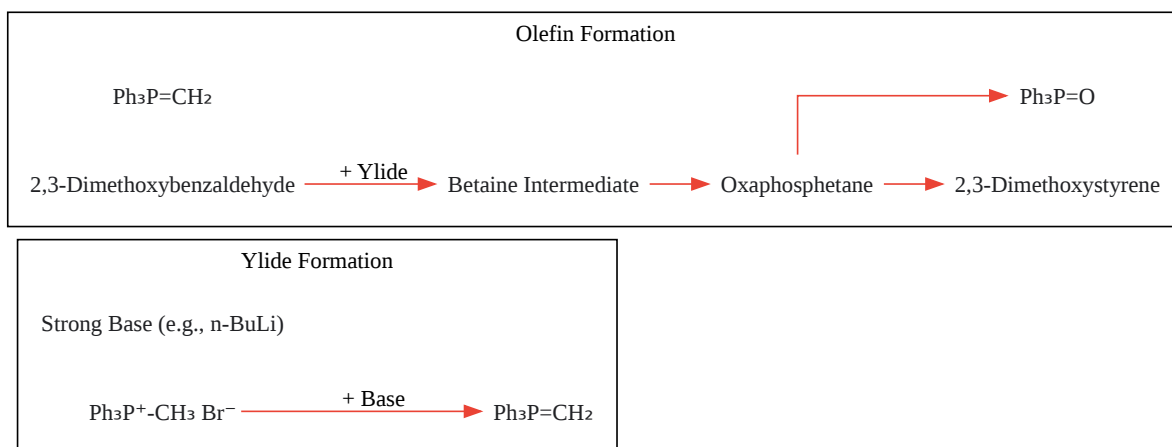 Olefin Formation
Ph₃P=CH₂
Ph₃P=O
+ Ylide
2,3-Dimethoxybenzaldehyde
Betaine Intermediate
Oxaphosphetane
2,3-Dimethoxystyrene
Ylide Formation
Strong Base (e.g., n-BuLi)
+ Base
Ph₃P⁺-CH₃ Br⁻
Ph₃P=CH₂